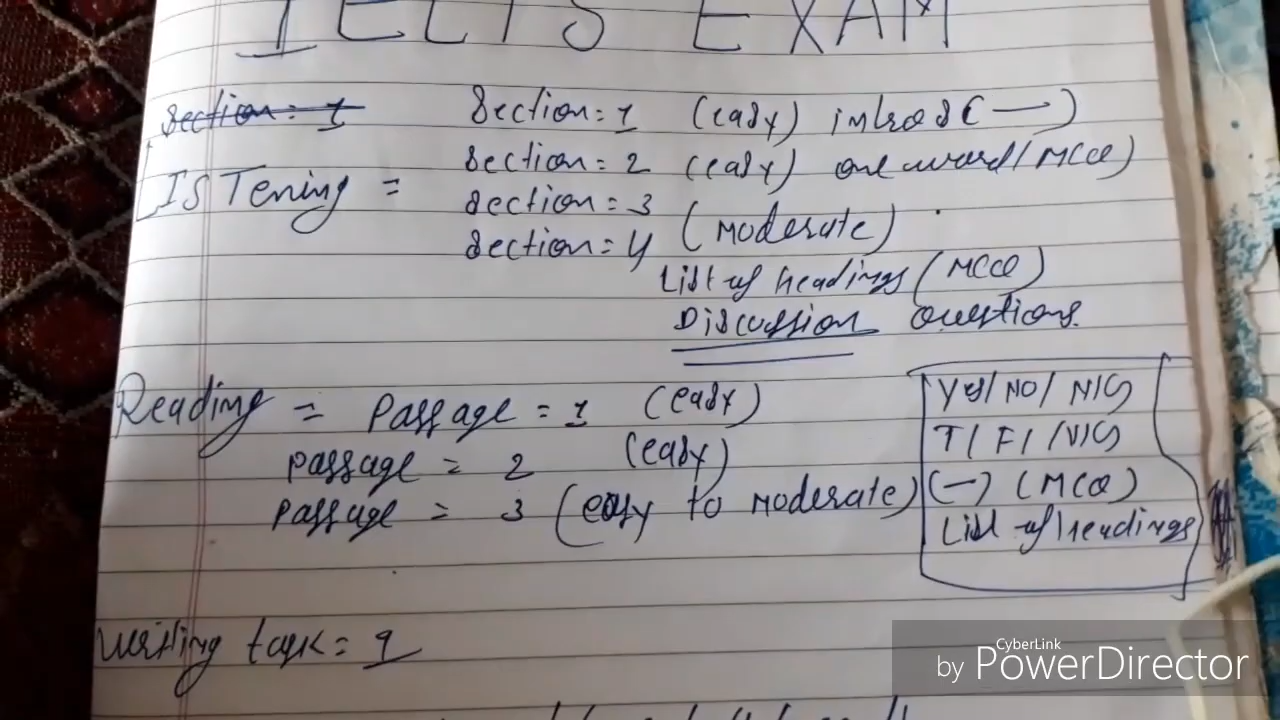 IELTS EXAM
Section: 1 Section: 1 (easy) intro & (—)
Section: 2 (easy) one word/MCQ)
[ISTening = Section: 3
Section: 4 (Moderate)
List of headings (MCQ)
Discussion Questions.
Reading = Passage = 1 (easy)
Passage = 2 (easy)
Passage = 3 (easy to Moderate)
Yes/ NO/ N/G
T/ F/ N/G
(—) (MCQ)
List of headings
Writing task = 1
CyberLink
by PowerDirector